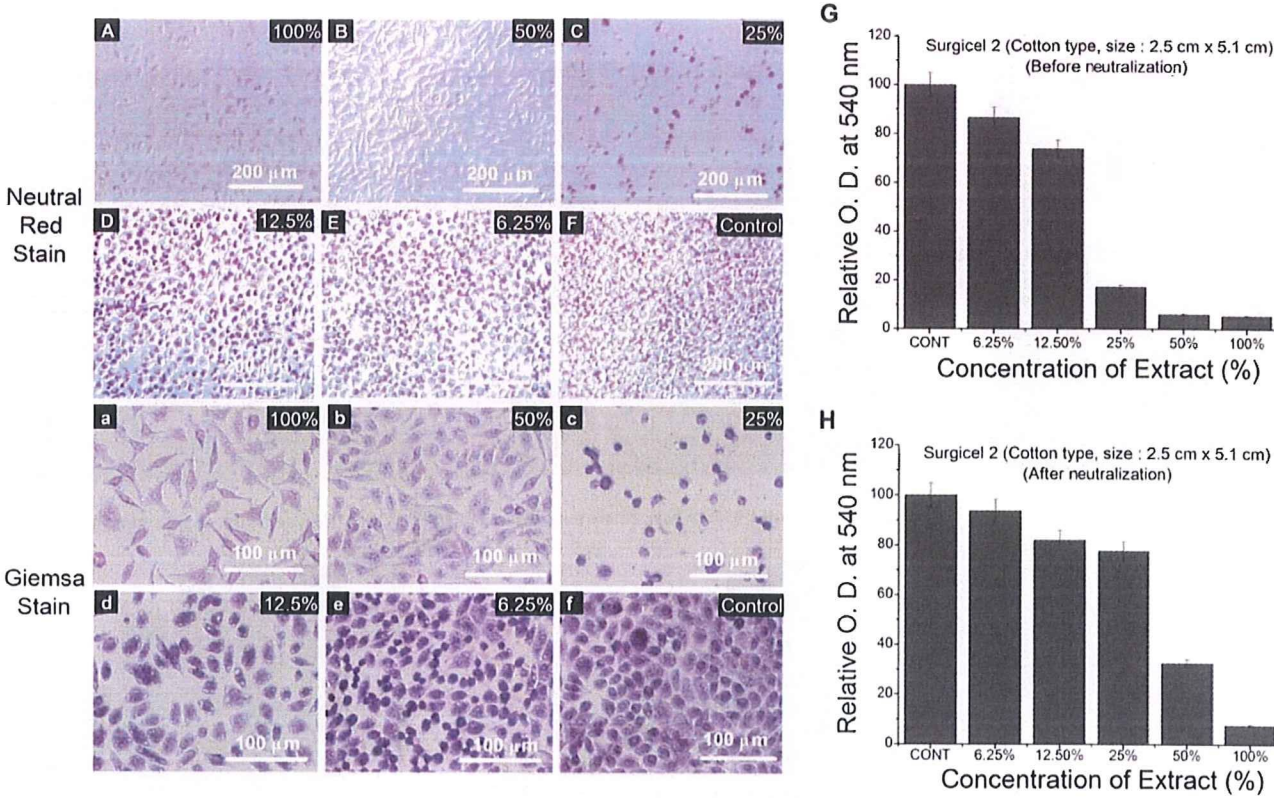 A 100%
B 50%
C 25%
200 μm
200 μm
200 μm
Neutral
Red
Stain
D 12.5%
E 6.25%
F Control
200 μm
a 100%
b 50%
c 25%
100 μm
100 μm
100 μm
Giemsa
Stain
d 12.5%
e 6.25%
f Control
100 μm
100 μm
100 μm
G
Surgicel 2 (Cotton type, size : 2.5 cm x 5.1 cm)
(Before neutralization)
Relative O. D. at 540 nm
120
100
80
60
40
20
0
CONT 6.25% 12.50% 25% 50% 100%
Concentration of Extract (%)
H
Surgicel 2 (Cotton type, size : 2.5 cm x 5.1 cm)
(After neutralization)
Relative O. D. at 540 nm
120
100
80
60
40
20
0
CONT 6.25% 12.50% 25% 50% 100%
Concentration of Extract (%)